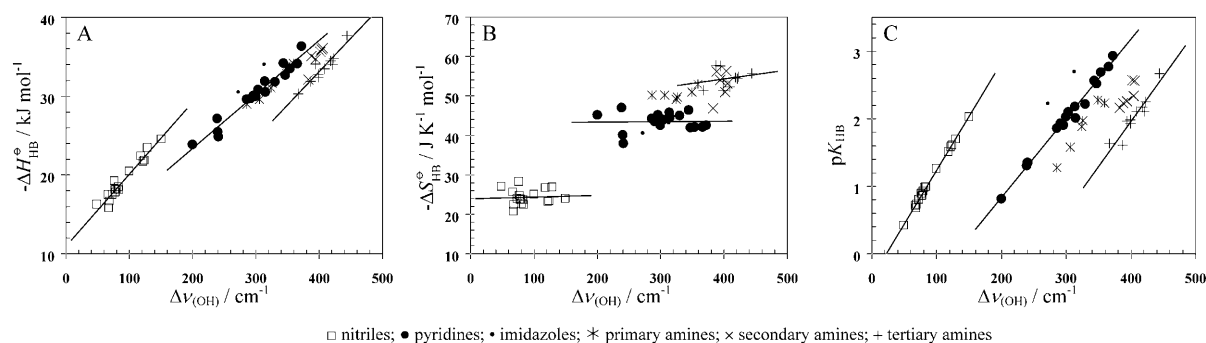 A
-ΔH⊖HB / kJ mol-1
40
30
20
10
0 100 200 300 400 500
Δν(OH) / cm-1
B
-ΔS⊖HB / J K-1 mol-1
70
60
50
40
30
20
10
0 100 200 300 400 500
Δν(OH) / cm-1
C
pKHB
3
2
1
0
0 100 200 300 400 500
Δν(OH) / cm-1
□ nitriles; ● pyridines; • imidazoles; ✳ primary amines; × secondary amines; + tertiary amines